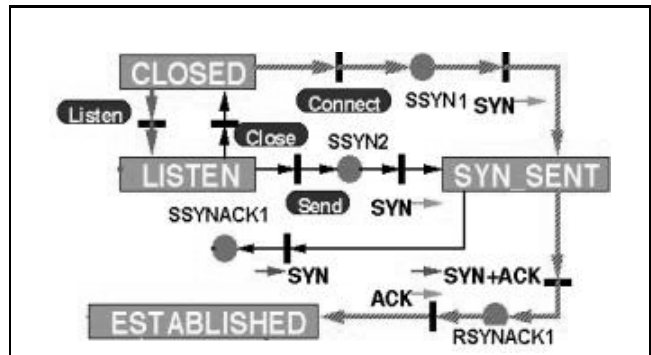 CLOSED
Connect
SSYN1
SYN
Listen
Close
SSYN2
LISTEN
Send
SYN
SYN_SENT
SSYNACK1
SYN
SYN+ACK
ACK
ESTABLISHED
RSYNACK1